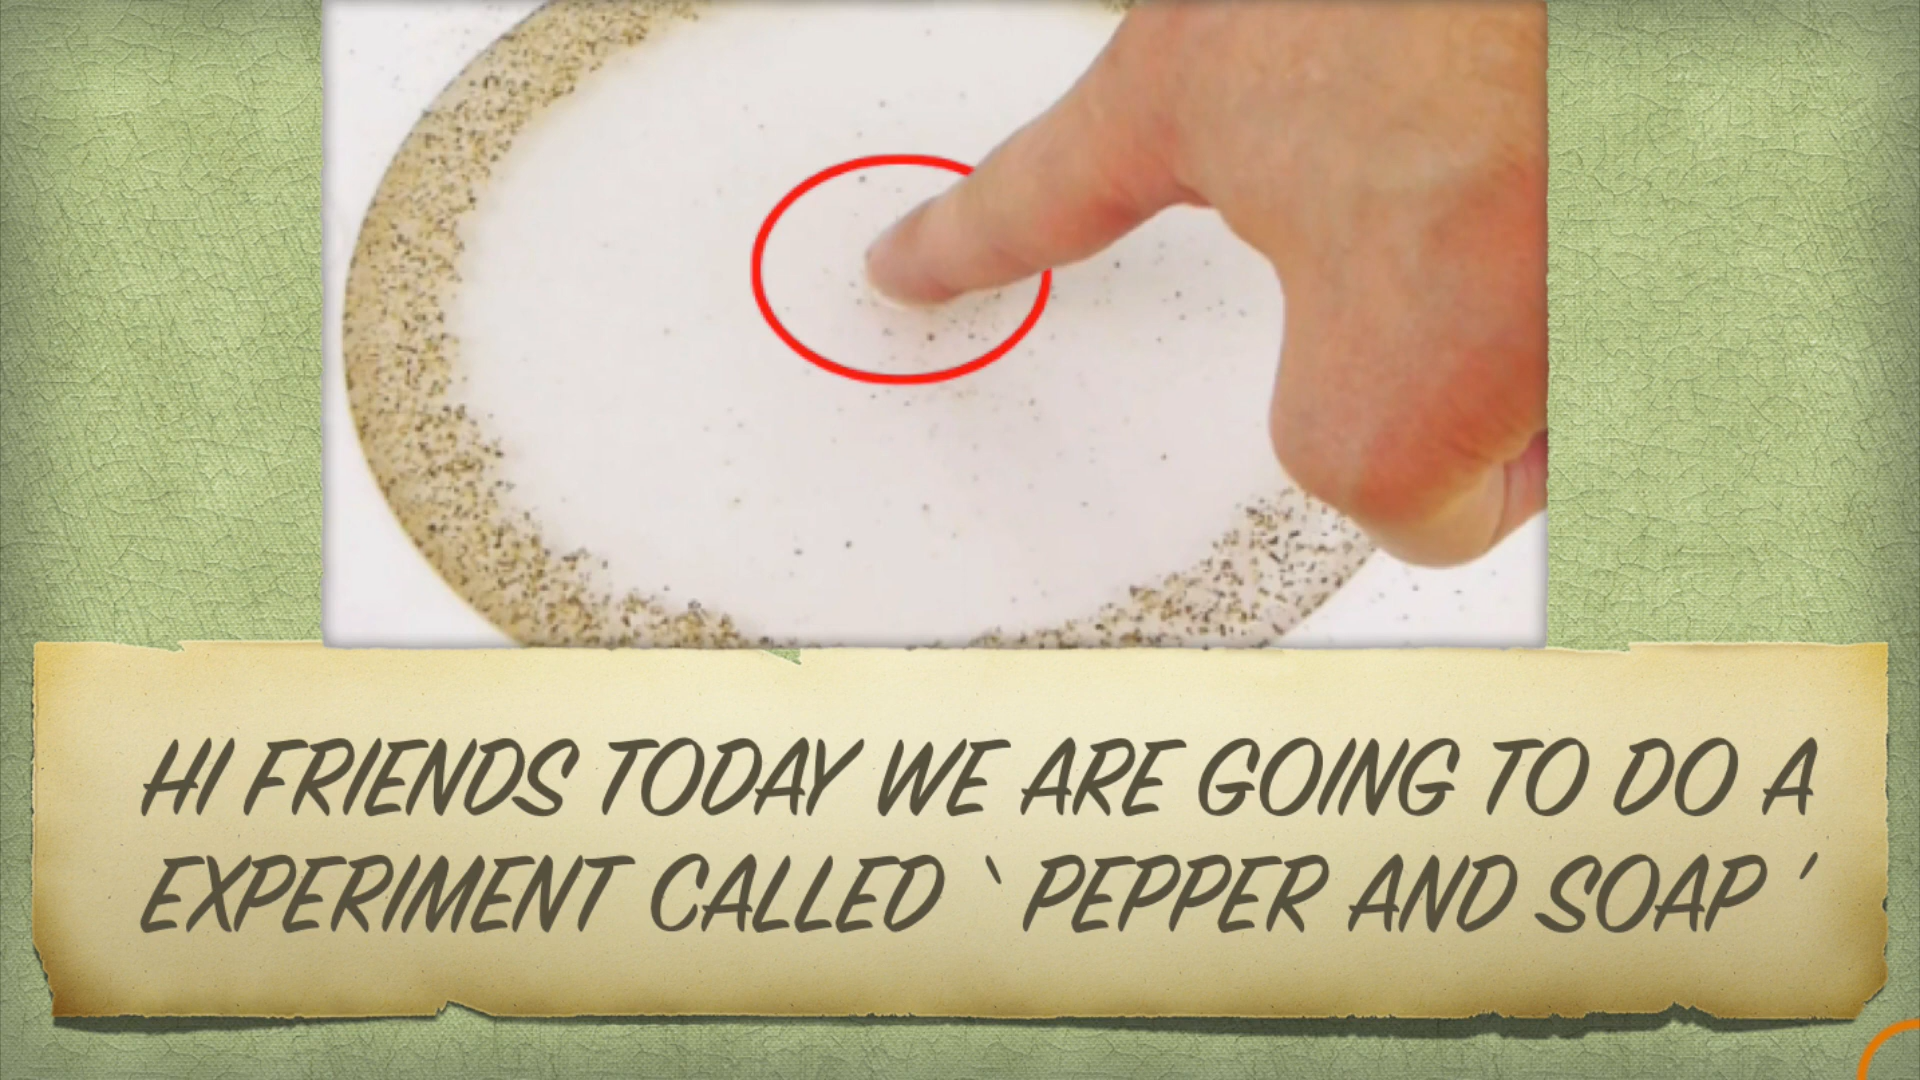 HI FRIENDS TODAY WE ARE GOING TO DO A
EXPERIMENT CALLED ` PEPPER AND SOAP '